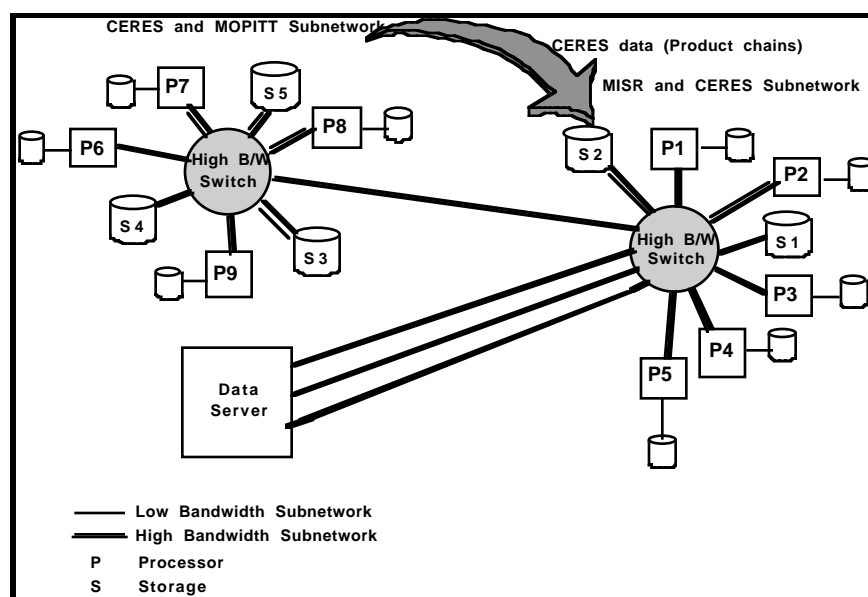 CERES and MOPITT Subnetwork
CERES data (Product chains)
MISR and CERES Subnetwork
P7
S 5
P8
P6
High B/W
Switch
S 4
S 3
P9
S 2
P1
P2
High B/W
Switch
S 1
P3
P4
P5
Data
Server
Low Bandwidth Subnetwork
High Bandwidth Subnetwork
P Processor
S Storage